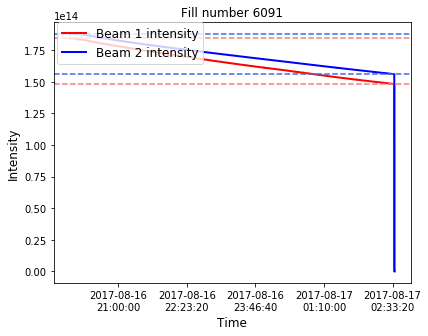 Fill number 6091
1e14
Beam 1 intensity
Beam 2 intensity
1.75
1.50
1.25
1.00
0.75
0.50
0.25
0.00
Intensity
2017-08-16 2017-08-16 2017-08-16 2017-08-17 2017-08-17
21:00:00 22:23:20 23:46:40 01:10:00 02:33:20
Time